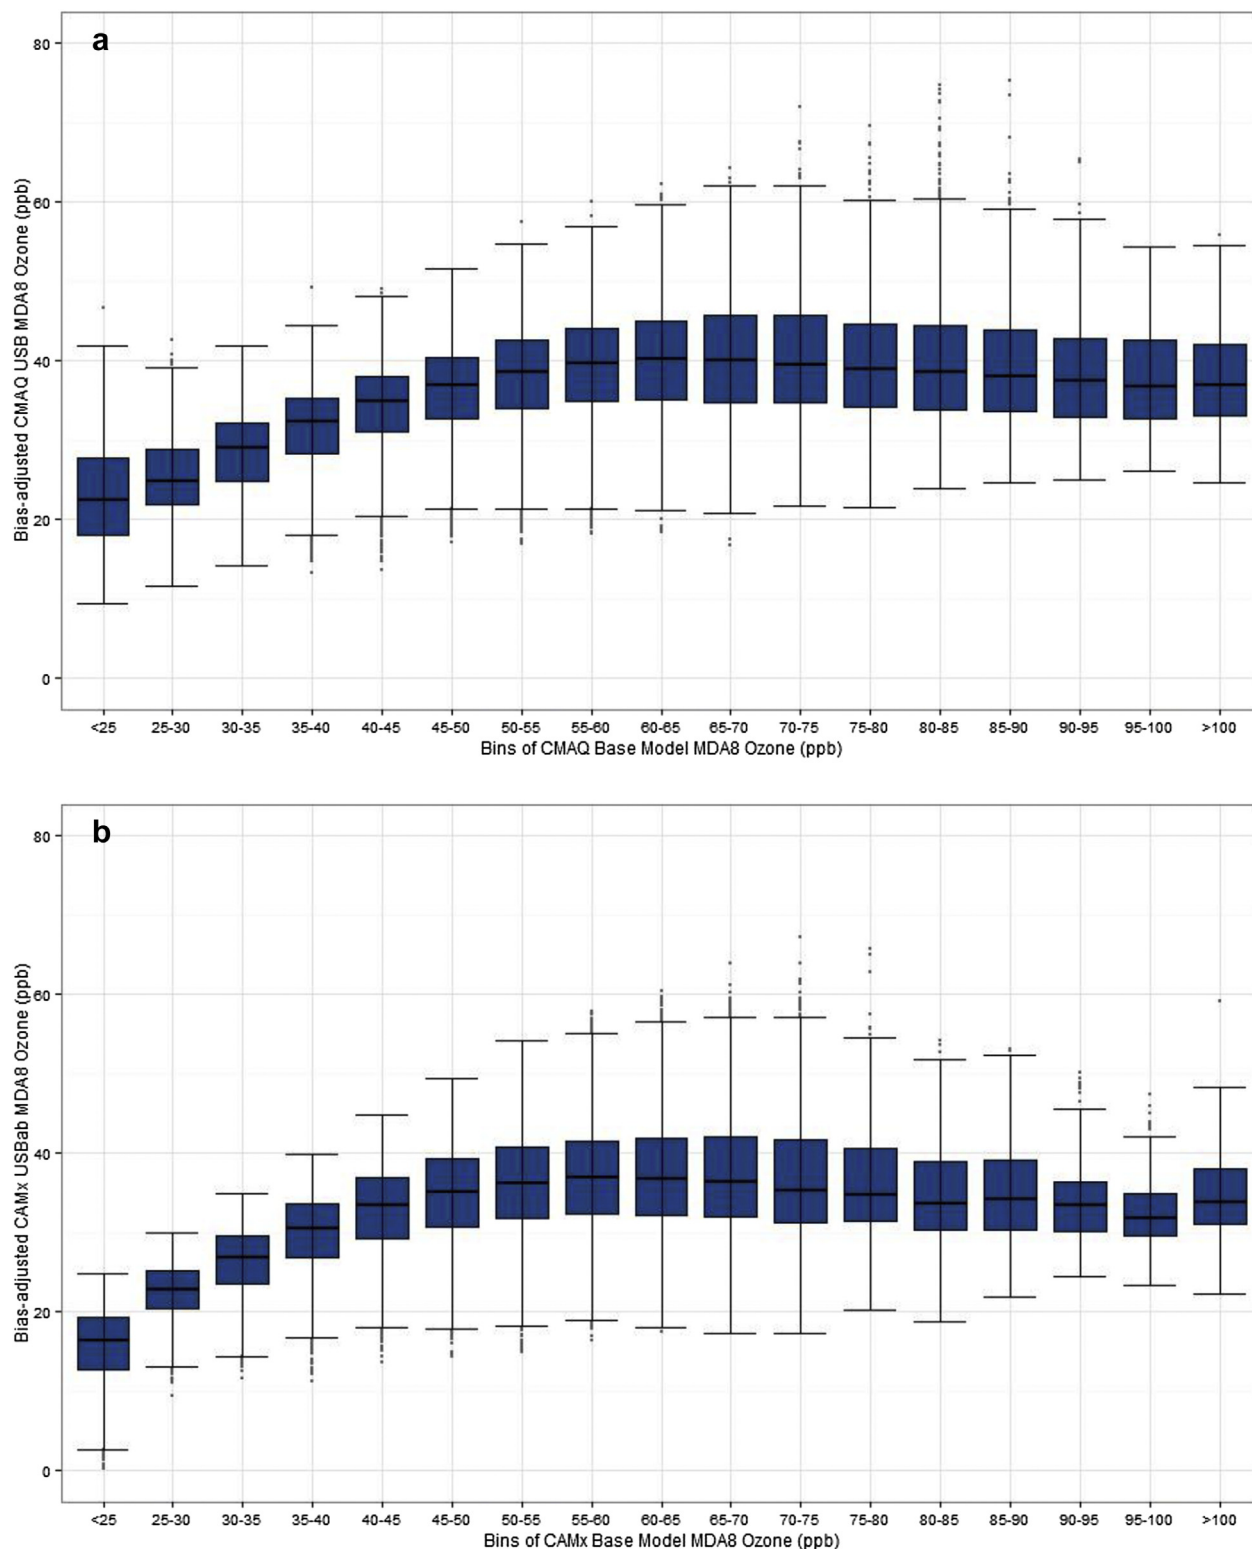 a
80
60
40
20
0
Bias-adjusted CMAQ USB MDA8 Ozone (ppb)
<25 25-30 30-35 35-40 40-45 45-50 50-55 55-60 60-65 65-70 70-75 75-80 80-85 85-90 90-95 95-100 >100
Bins of CMAQ Base Model MDA8 Ozone (ppb)
b
80
60
40
20
0
Bias-adjusted CAMx USBab MDA8 Ozone (ppb)
<25 25-30 30-35 35-40 40-45 45-50 50-55 55-60 60-65 65-70 70-75 75-80 80-85 85-90 90-95 95-100 >100
Bins of CAMx Base Model MDA8 Ozone (ppb)